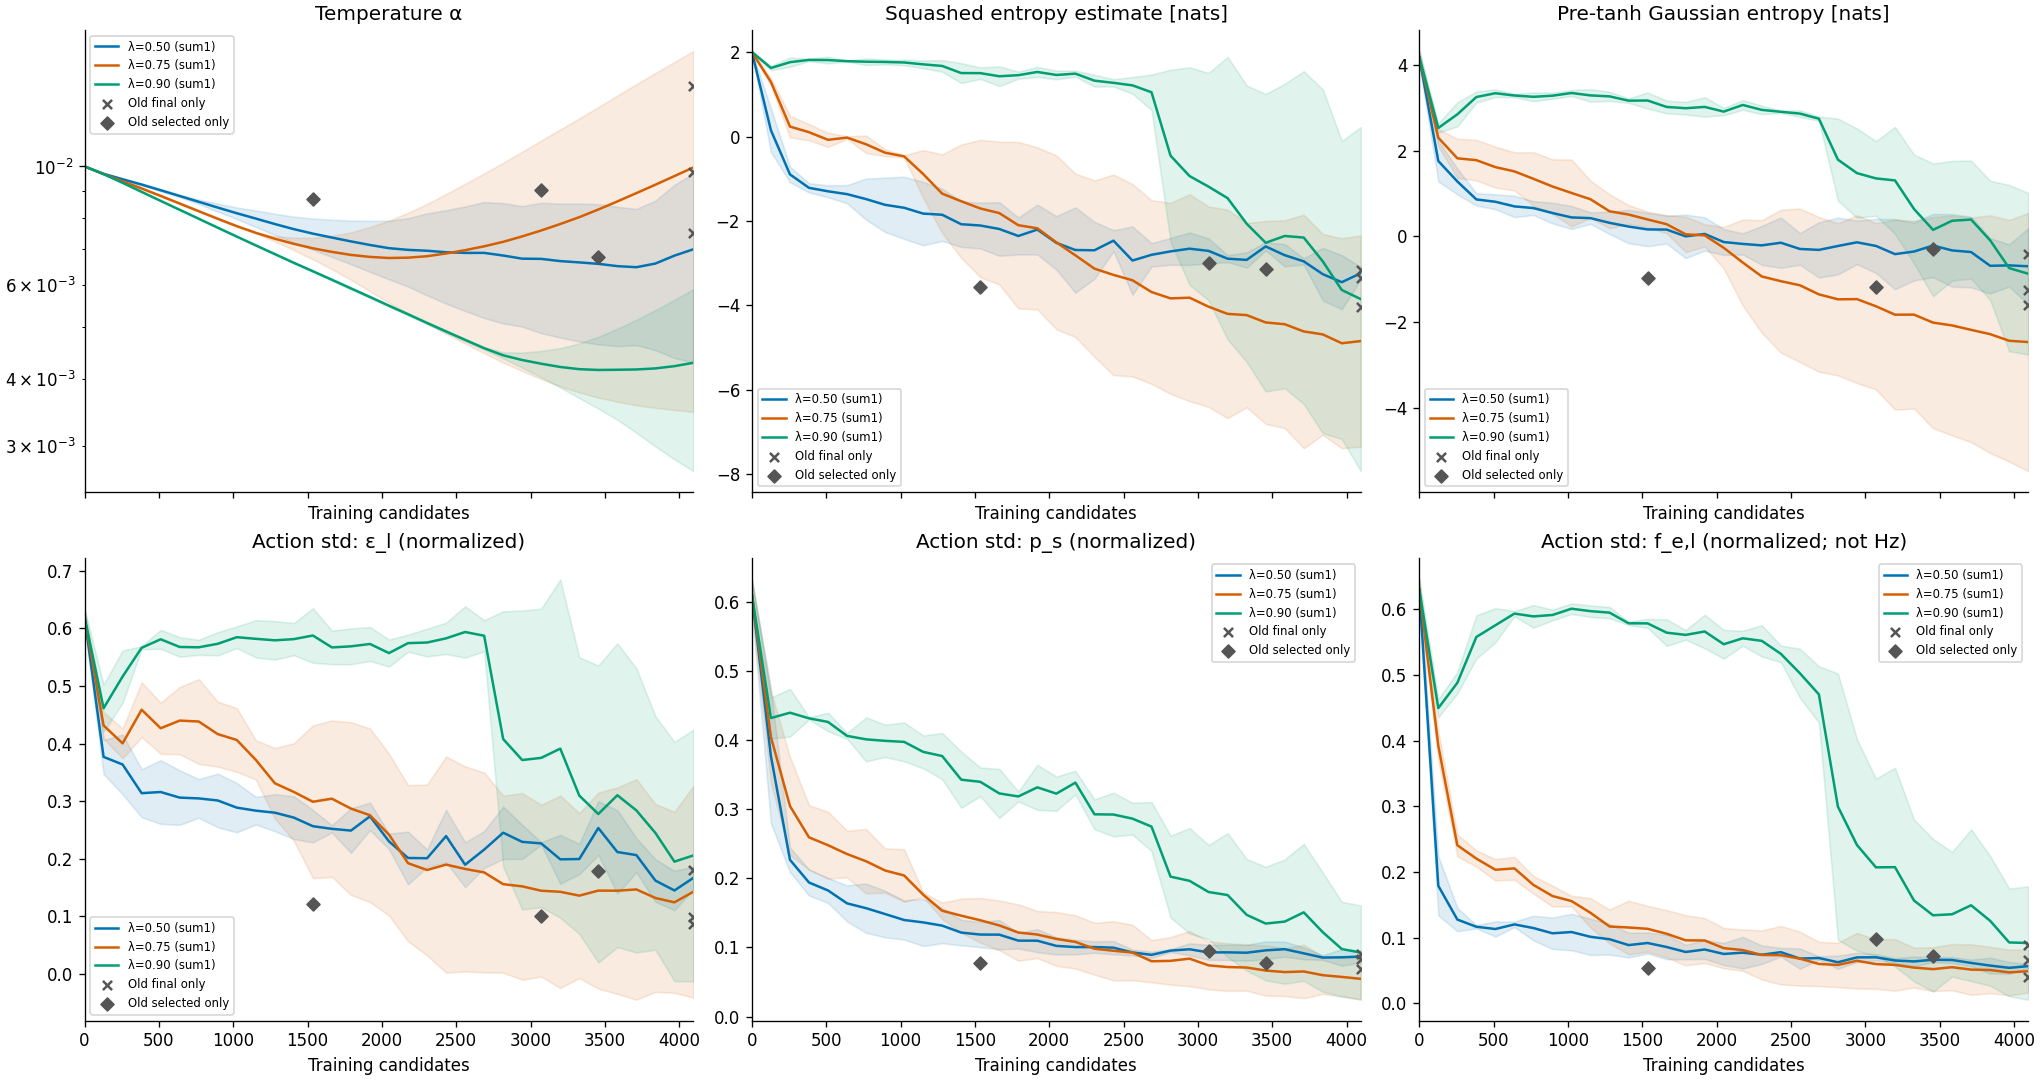 Temperature α
10⁻²
6 × 10⁻³
4 × 10⁻³
3 × 10⁻³
λ=0.50 (sum1)
λ=0.75 (sum1)
λ=0.90 (sum1)
Old final only
Old selected only
Training candidates
Squashed entropy estimate [nats]
2
0
−2
−4
−6
−8
λ=0.50 (sum1)
λ=0.75 (sum1)
λ=0.90 (sum1)
Old final only
Old selected only
Training candidates
Pre-tanh Gaussian entropy [nats]
4
2
0
−2
−4
λ=0.50 (sum1)
λ=0.75 (sum1)
λ=0.90 (sum1)
Old final only
Old selected only
Training candidates
Action std: ε_l (normalized)
0.7
0.6
0.5
0.4
0.3
0.2
0.1
0.0
λ=0.50 (sum1)
λ=0.75 (sum1)
λ=0.90 (sum1)
Old final only
Old selected only
0 500 1000 1500 2000 2500 3000 3500 4000
Training candidates
Action std: p_s (normalized)
0.6
0.5
0.4
0.3
0.2
0.1
0.0
λ=0.50 (sum1)
λ=0.75 (sum1)
λ=0.90 (sum1)
Old final only
Old selected only
0 500 1000 1500 2000 2500 3000 3500 4000
Training candidates
Action std: f_e,l (normalized; not Hz)
0.6
0.5
0.4
0.3
0.2
0.1
0.0
λ=0.50 (sum1)
λ=0.75 (sum1)
λ=0.90 (sum1)
Old final only
Old selected only
0 500 1000 1500 2000 2500 3000 3500 4000
Training candidates